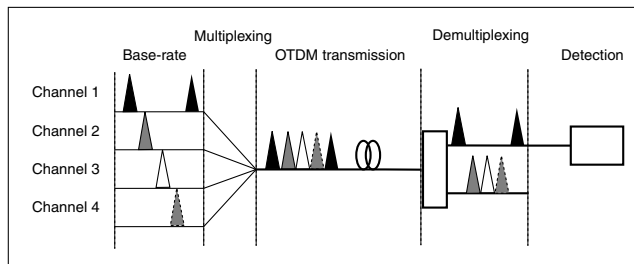 Multiplexing
Demultiplexing
Base-rate
OTDM transmission
Detection
Channel 1
Channel 2
Channel 3
Channel 4